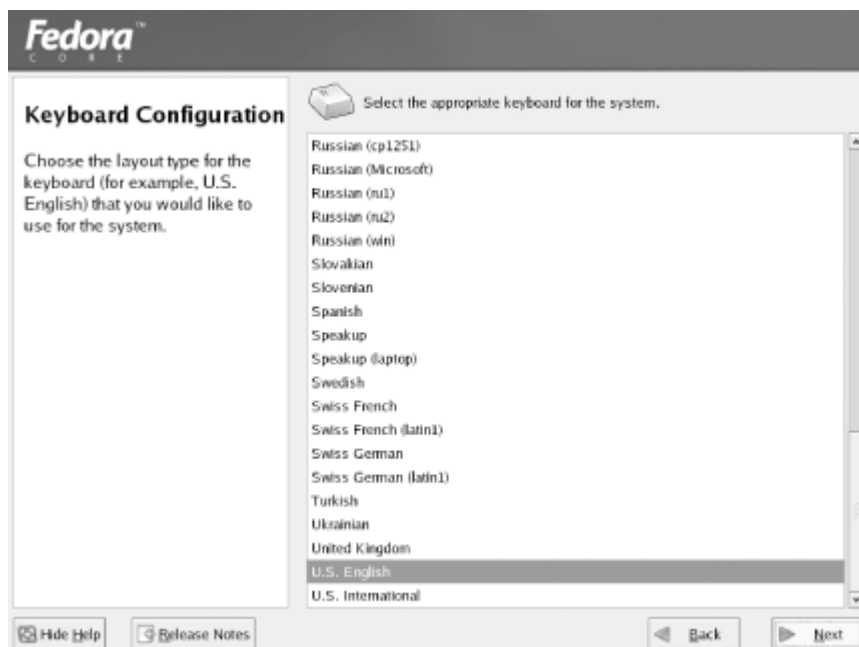 Fedora™
CORE
Keyboard Configuration
Choose the layout type for the
keyboard (for example, U.S.
English) that you would like to
use for the system.
Select the appropriate keyboard for the system.
Russian (cp1251)
Russian (Microsoft)
Russian (ru1)
Russian (ru2)
Russian (win)
Slovakian
Slovenian
Spanish
Speakup
Speakup (laptop)
Swedish
Swiss French
Swiss French (latin1)
Swiss German
Swiss German (latin1)
Turkish
Ukrainian
United Kingdom
U.S. English
U.S. International
Hide Help
Release Notes
Back
Next